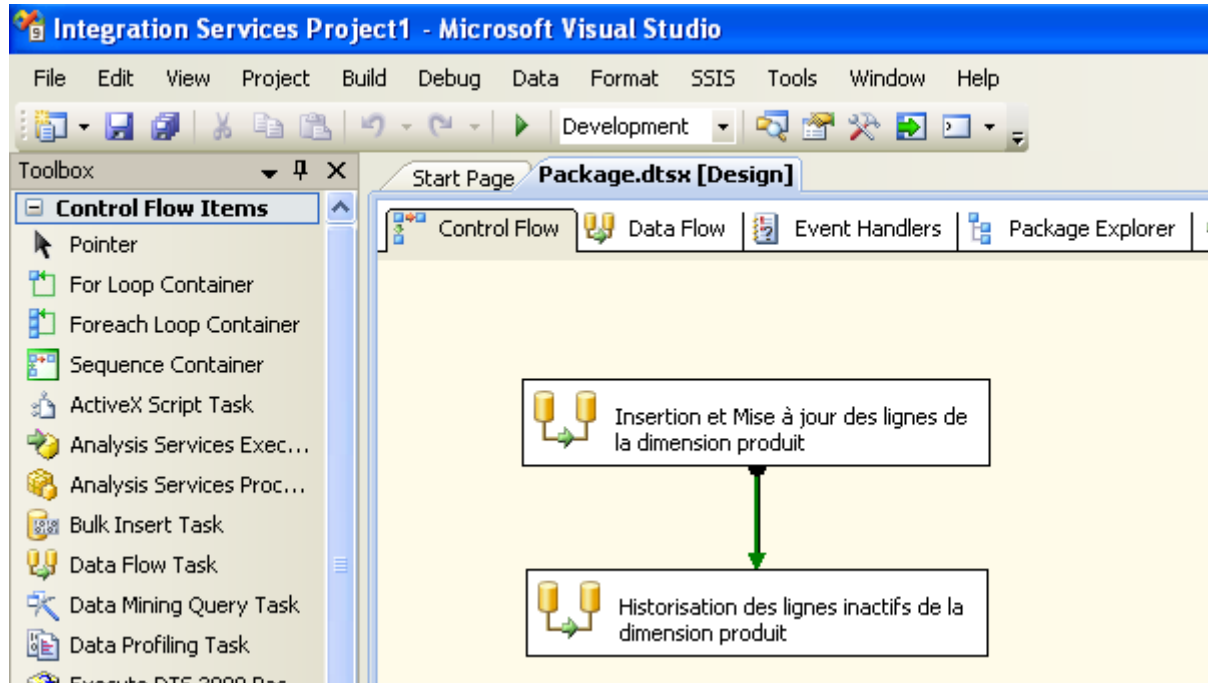 Integration Services Project1 - Microsoft Visual Studio
File Edit View Project Build Debug Data Format SSIS Tools Window Help
Development
Toolbox
Start Page
Package.dtsx [Design]
Control Flow Items
Control Flow
Data Flow
Event Handlers
Package Explorer
Pointer
For Loop Container
Foreach Loop Container
Sequence Container
ActiveX Script Task
Analysis Services Exec...
Analysis Services Proc...
Bulk Insert Task
Data Flow Task
Data Mining Query Task
Data Profiling Task
Insertion et Mise à jour des lignes de
la dimension produit
Historisation des lignes inactifs de la
dimension produit